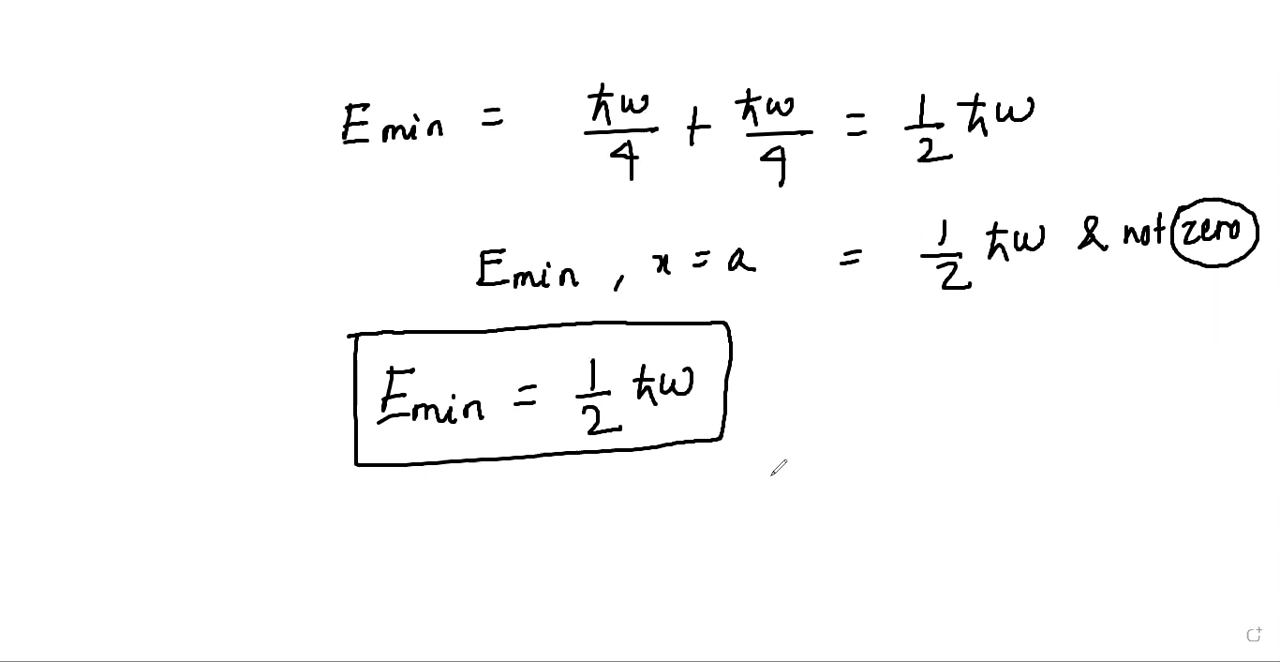 Emin = ħω/4 + ħω/4 = 1/2 ħω
Emin, x = a = 1/2 ħω & not zero
Emin = 1/2 ħω